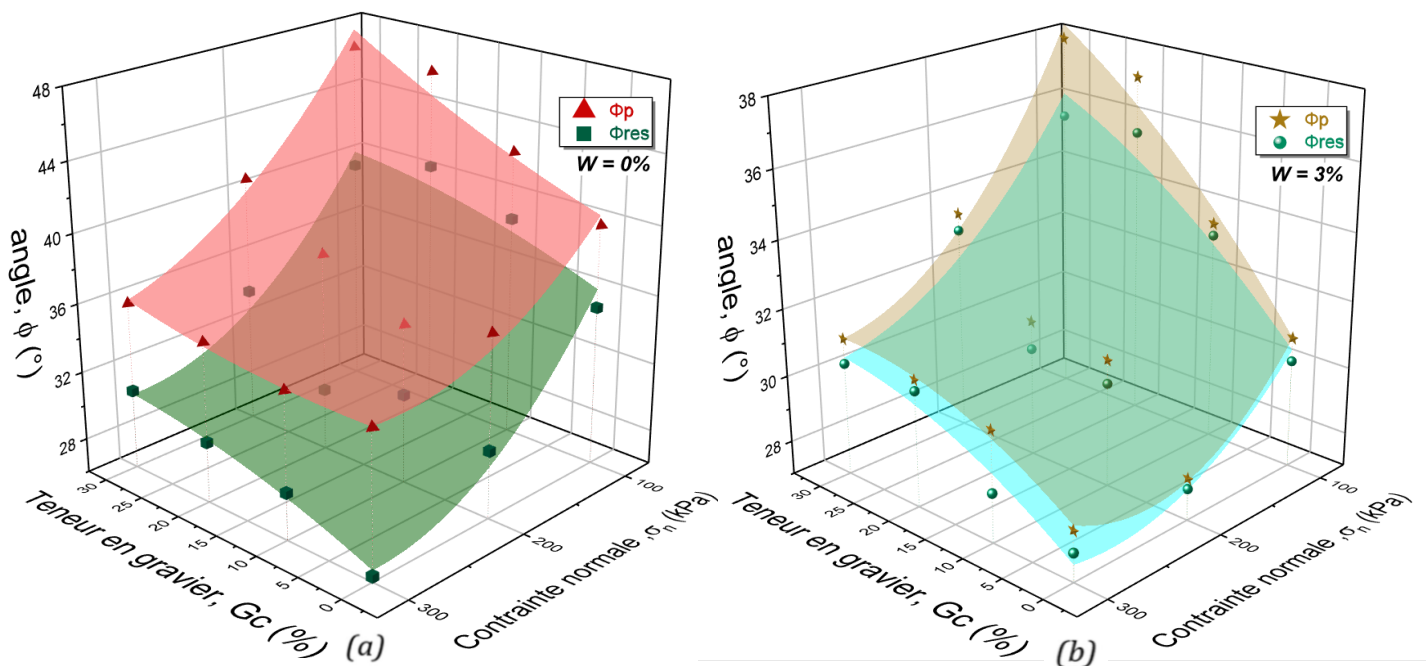 48
44
40
36
32
28
angle, ϕ (°)
30
25
20
15
10
5
0
Teneur en gravier, Gc (%)
300
200
100
Contrainte normale ,σn (kPa)
Φp
Φres
W = 0%
(a)
38
36
34
32
30
28
angle, ϕ (°)
30
25
20
15
10
5
0
Teneur en gravier, Gc (%)
300
200
100
Contrainte normale ,σn (kPa)
Φp
Φres
W = 3%
(b)